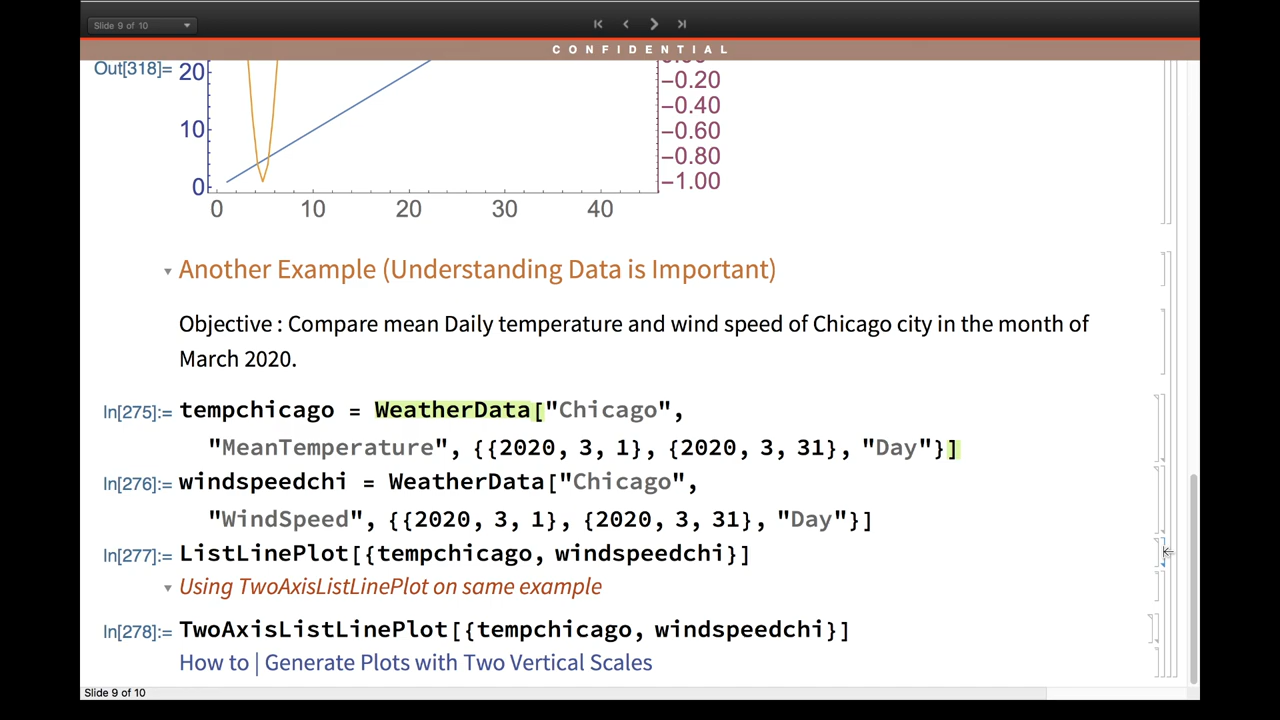 Slide 9 of 10
CONFIDENTIAL
Out[318]=
20
10
0
0 10 20 30 40
-0.20
-0.40
-0.60
-0.80
-1.00
Another Example (Understanding Data is Important)
Objective : Compare mean Daily temperature and wind speed of Chicago city in the month of
March 2020.
In[275]:= tempchicago = WeatherData["Chicago",
"MeanTemperature", {{2020, 3, 1}, {2020, 3, 31}, "Day"}]
In[276]:= windspeedchi = WeatherData["Chicago",
"WindSpeed", {{2020, 3, 1}, {2020, 3, 31}, "Day"}]
In[277]:= ListLinePlot[{tempchicago, windspeedchi}]
Using TwoAxisListLinePlot on same example
In[278]:= TwoAxisListLinePlot[{tempchicago, windspeedchi}]
How to | Generate Plots with Two Vertical Scales
Slide 9 of 10